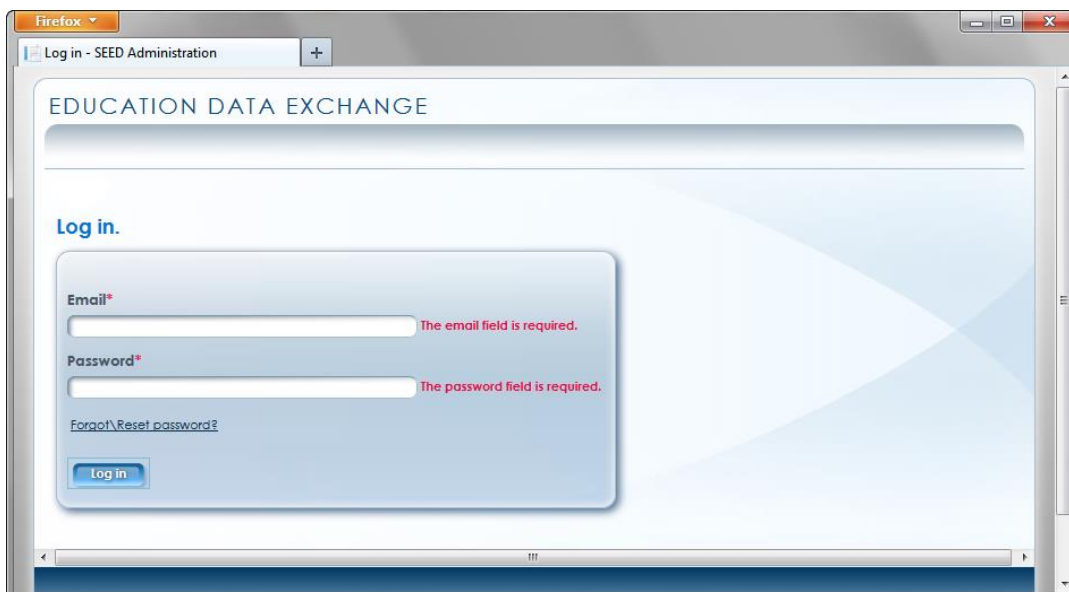 Firefox
Log in - SEED Administration
EDUCATION DATA EXCHANGE
Log in.
Email*
The email field is required.
Password*
The password field is required.
Forgot\Reset password?
Log in